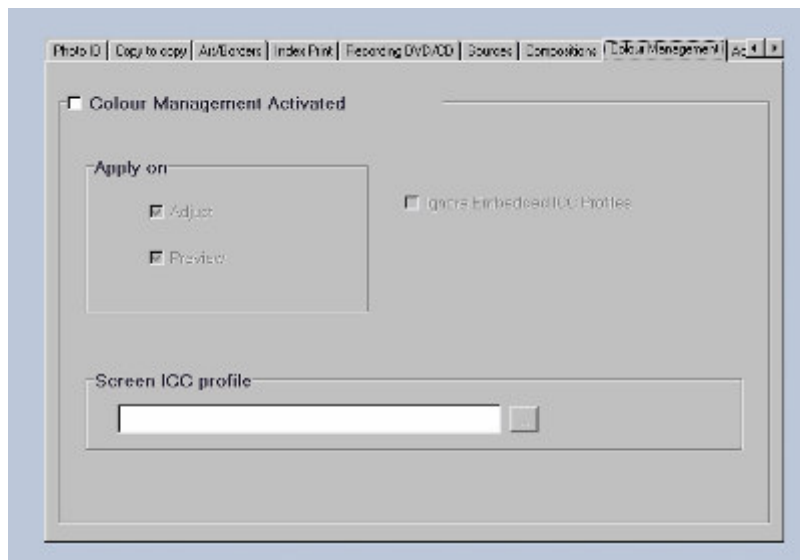 Photo ID Copy to copy Art/Borders Index Print Recording DVD/CD Sources Compositions Colour Management
Colour Management Activated
Apply on
Adjust
Ignore Embedded ICC Profiles
Preview
Screen ICC profile
...